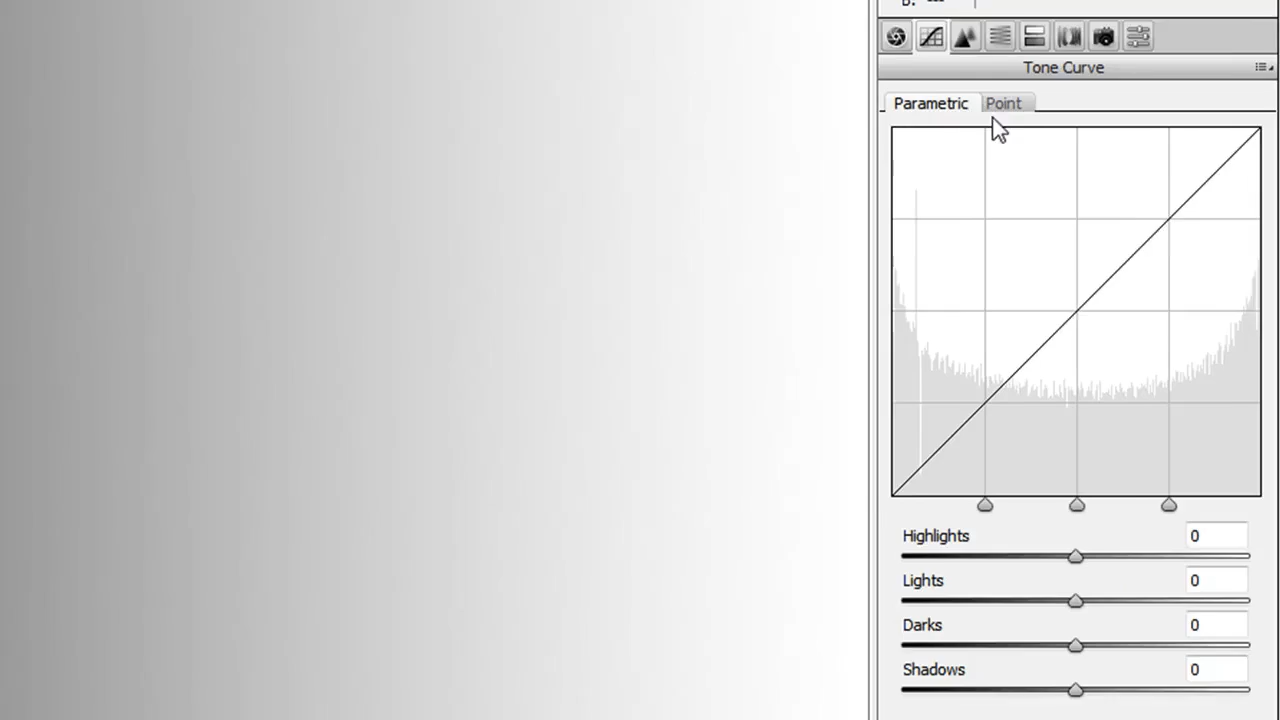 Tone Curve
Parametric Point
Highlights 0
Lights 0
Darks 0
Shadows 0